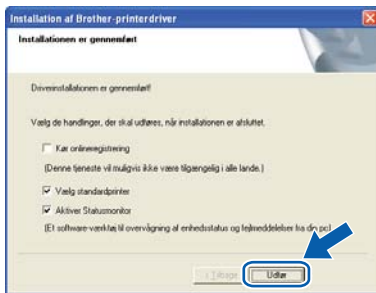 Installation af Brother-printerdriver
Installationen er gennemført
Driverinstallationen er gennemført!
Vælg de handlinger, der skal udføres, når installationen er afsluttet.
Kør onlineregistrering
(Denne tjeneste vil muligvis ikke være tilgængelig i alle lande.)
Vælg standardprinter
Aktiver Statusmonitor
(Et software-værktøj til overvågning af enhedsstatus og fejlmeddelelser fra din pc)
< Tilbage
Udfør